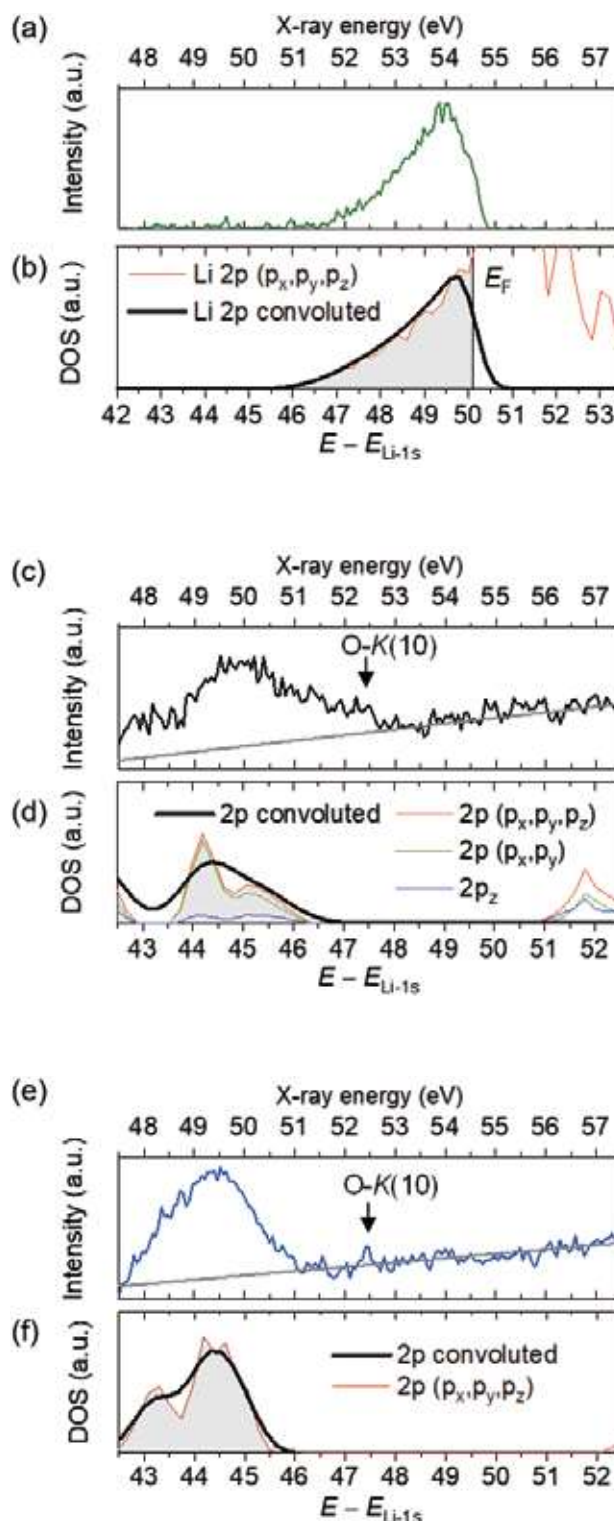 (a)
X-ray energy (eV)
48 49 50 51 52 53 54 55 56 57
Intensity (a.u.)
(b)
DOS (a.u.)
Li 2p (px,py,pz)
Li 2p convoluted
EF
42 43 44 45 46 47 48 49 50 51 52 53
E – ELi-1s
(c)
X-ray energy (eV)
48 49 50 51 52 53 54 55 56 57
Intensity (a.u.)
O-K(10)
(d)
DOS (a.u.)
2p convoluted
2p (px,py,pz)
2p (px,py)
2pz
43 44 45 46 47 48 49 50 51 52
E – ELi-1s
(e)
X-ray energy (eV)
48 49 50 51 52 53 54 55 56 57
Intensity (a.u.)
O-K(10)
(f)
DOS (a.u.)
2p convoluted
2p (px,py,pz)
43 44 45 46 47 48 49 50 51 52
E – ELi-1s